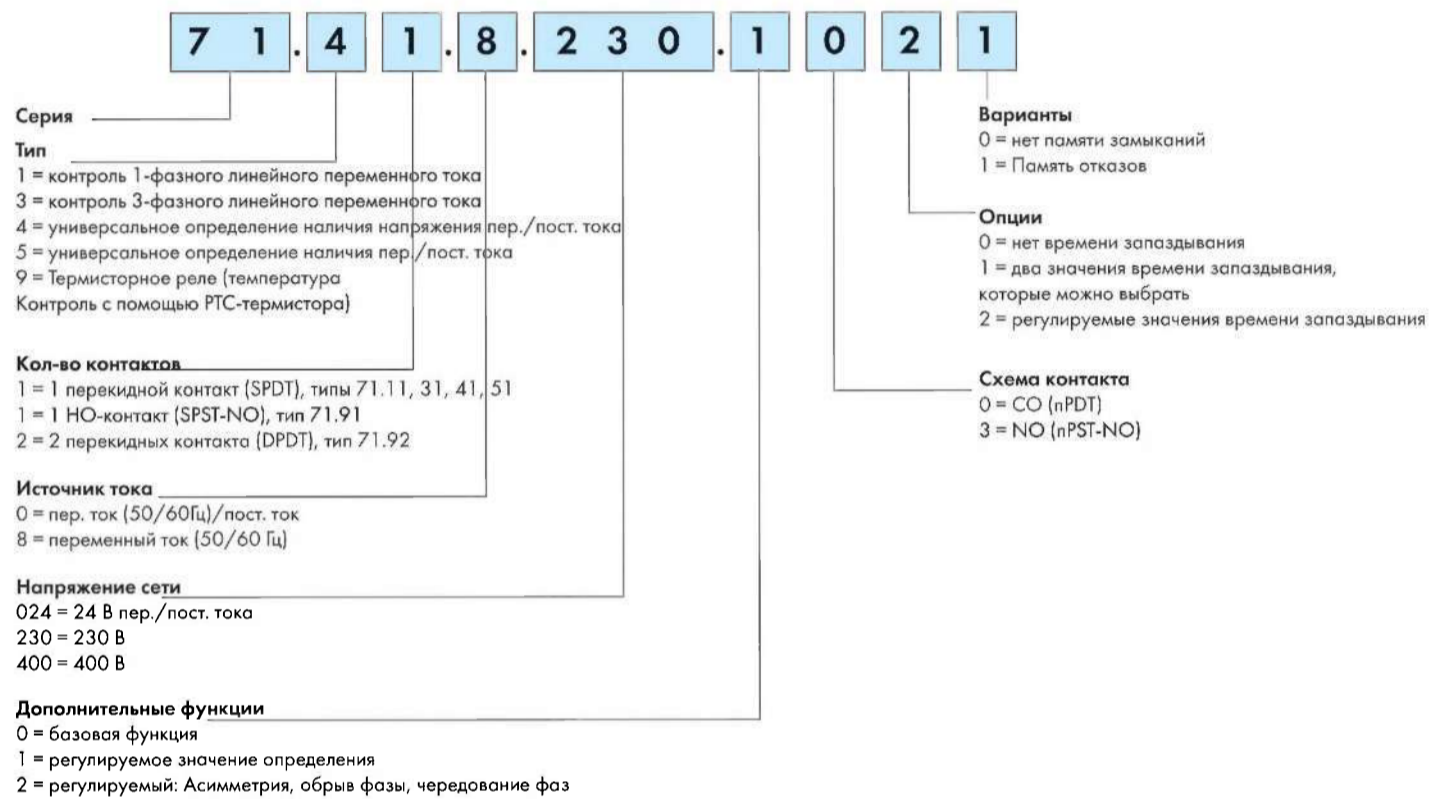 7 1 . 4 1 . 8 . 2 3 0 . 1 0 2 1
Серия
Тип
1 = контроль 1-фазного линейного переменного тока
3 = контроль 3-фазного линейного переменного тока
4 = универсальное определение наличия напряжения пер./пост. тока
5 = универсальное определение наличия пер./пост. тока
9 = Термисторное реле (температура
Контроль с помощью РТС-термистора)
Кол-во контактов
1 = 1 перекидной контакт (SPDT), типы 71.11, 31, 41, 51
1 = 1 НО-контакт (SPST-NO), тип 71.91
2 = 2 перекидных контакта (DPDT), тип 71.92
Источник тока
0 = пер. ток (50/60Гц)/пост. ток
8 = переменный ток (50/60 Гц)
Напряжение сети
024 = 24 В пер./пост. тока
230 = 230 В
400 = 400 В
Дополнительные функции
0 = базовая функция
1 = регулируемое значение определения
2 = регулируемый: Асимметрия, обрыв фазы, чередование фаз
Варианты
0 = нет памяти замыканий
1 = Память отказов
Опции
0 = нет времени запаздывания
1 = два значения времени запаздывания,
которые можно выбрать
2 = регулируемые значения времени запаздывания
Схема контакта
0 = CO (nPDT)
3 = NO (nPST-NO)